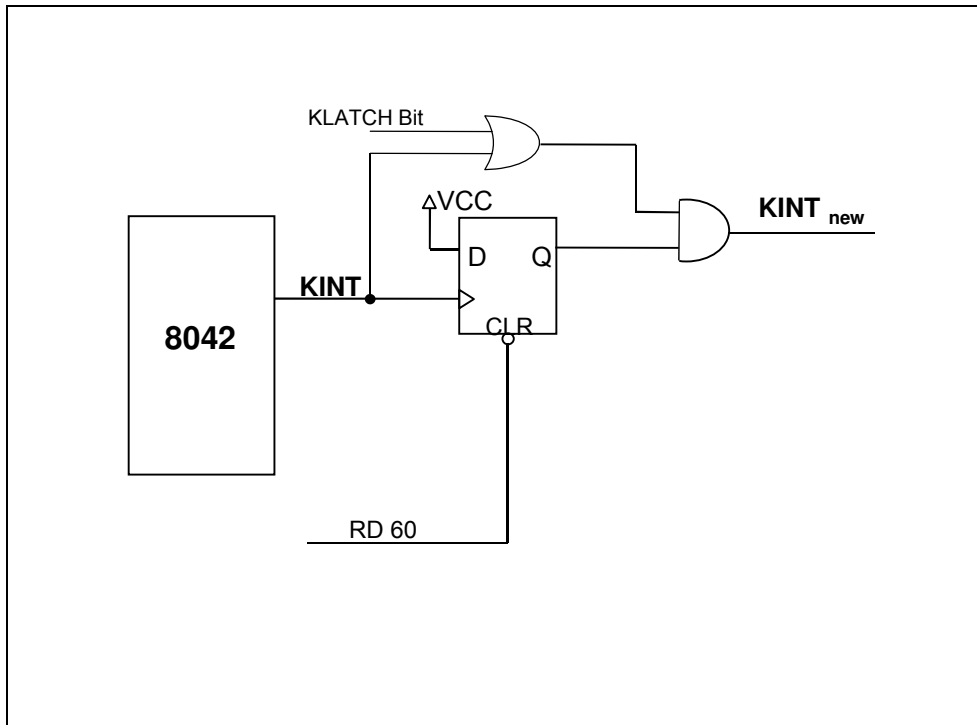 KLATCH Bit
VCC
KINT new
D
Q
KINT
CLR
8042
RD 60